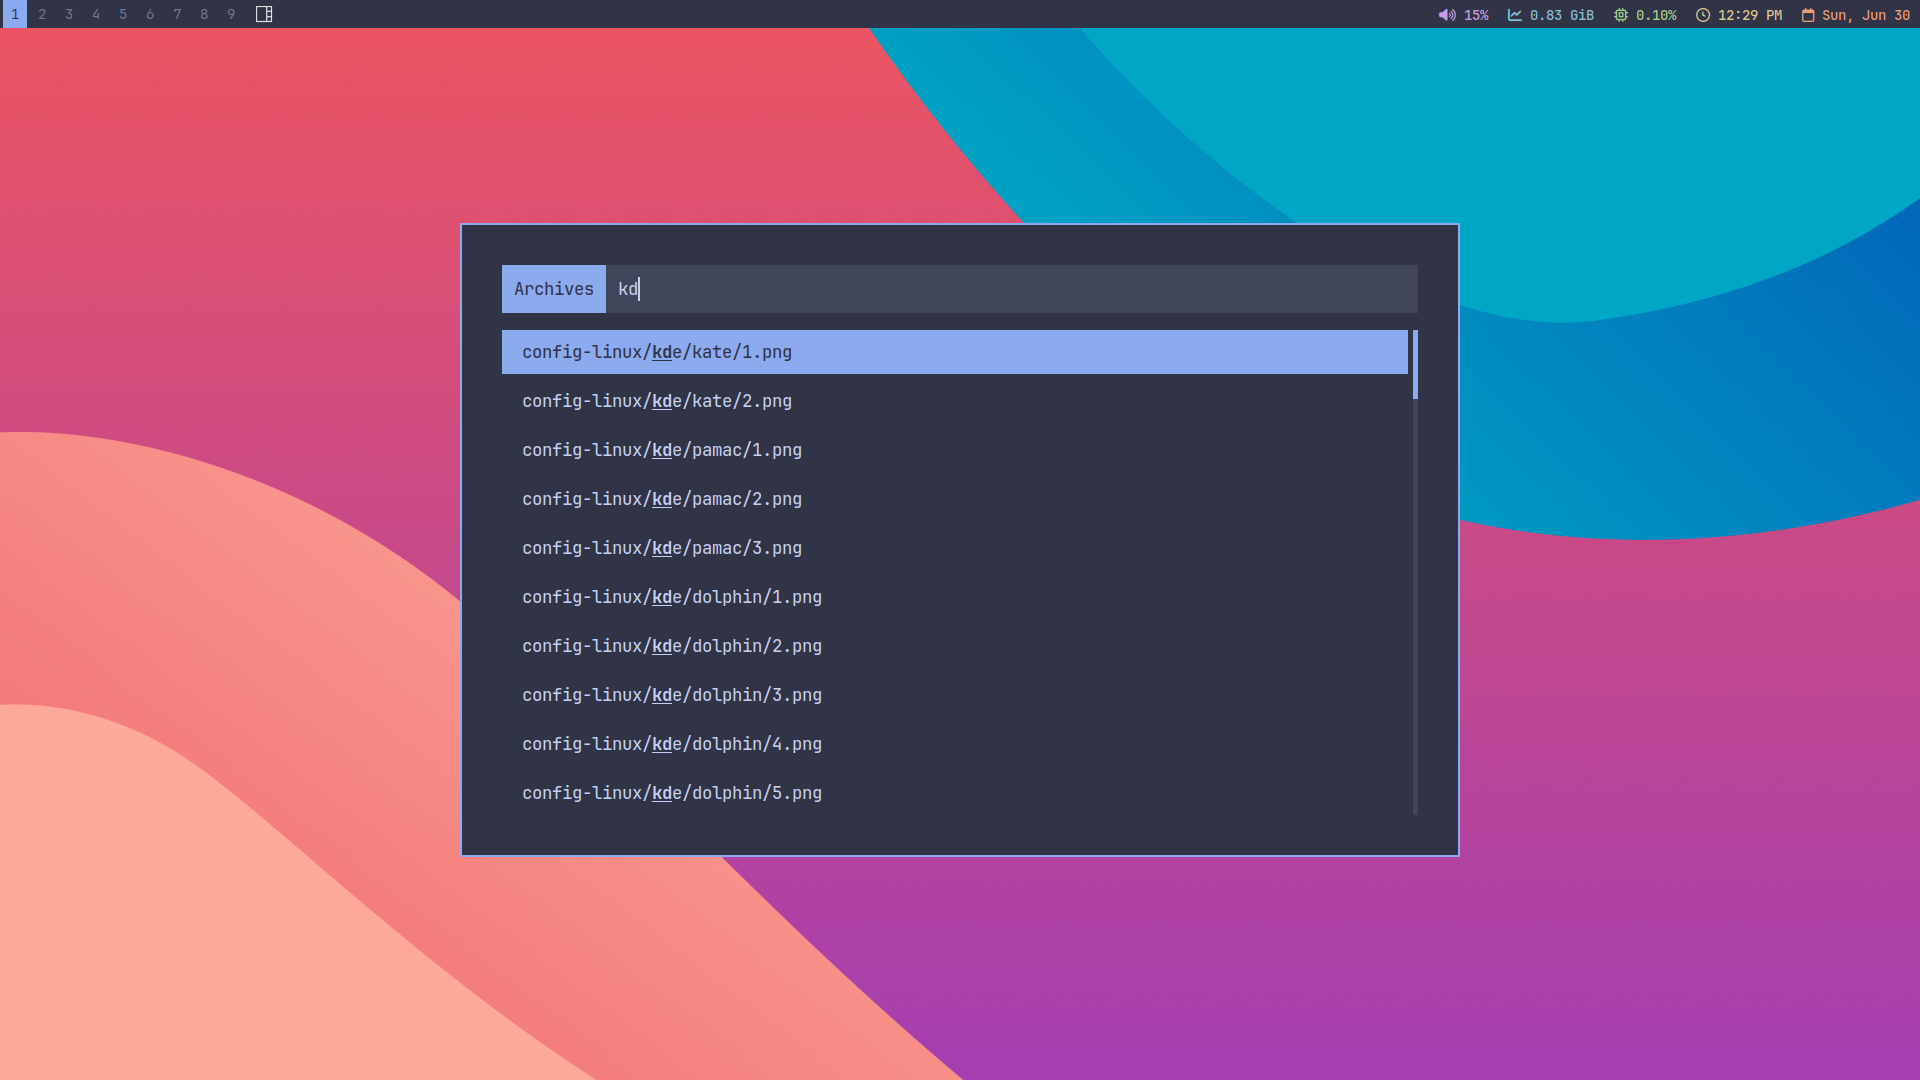 1 2 3 4 5 6 7 8 9 15% 0.83 GiB 0.10% 12:29 PM Sun, Jun 30
Archives kd
config-linux/kde/kate/1.png
config-linux/kde/kate/2.png
config-linux/kde/pamac/1.png
config-linux/kde/pamac/2.png
config-linux/kde/pamac/3.png
config-linux/kde/dolphin/1.png
config-linux/kde/dolphin/2.png
config-linux/kde/dolphin/3.png
config-linux/kde/dolphin/4.png
config-linux/kde/dolphin/5.png